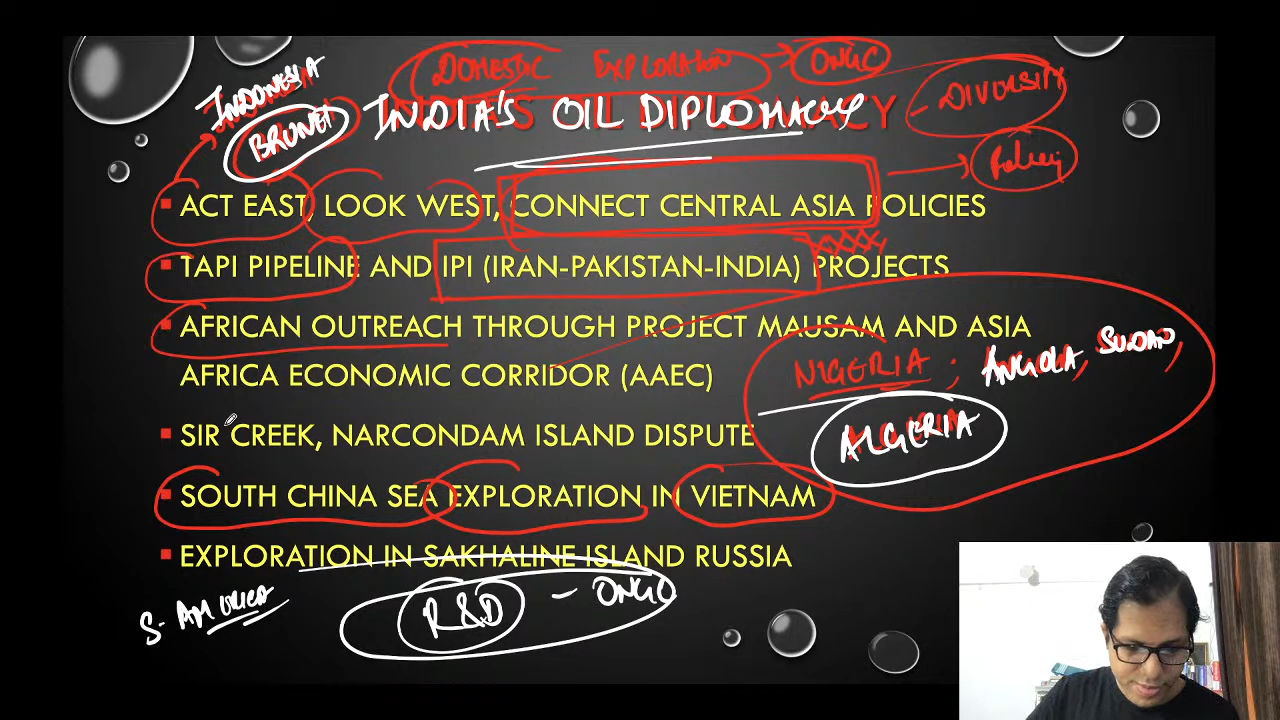 DOMESTIC EXPLORATION → ONGC
INDONESIA
BRUNEI
INDIA'S OIL DIPLOMACY
- DIVERSITY
Policy
▪ ACT EAST, LOOK WEST, CONNECT CENTRAL ASIA POLICIES
▪ TAPI PIPELINE AND IPI (IRAN-PAKISTAN-INDIA) PROJECTS
▪ AFRICAN OUTREACH THROUGH PROJECT MAUSAM AND ASIA
AFRICA ECONOMIC CORRIDOR (AAEC)
NIGERIA ; ANGOLA, SUDAN,
ALGERIA
▪ SIR CREEK, NARCONDAM ISLAND DISPUTE
▪ SOUTH CHINA SEA EXPLORATION IN VIETNAM
▪ EXPLORATION IN SAKHALINE ISLAND RUSSIA
S. AMERICA
R&D - ONGC